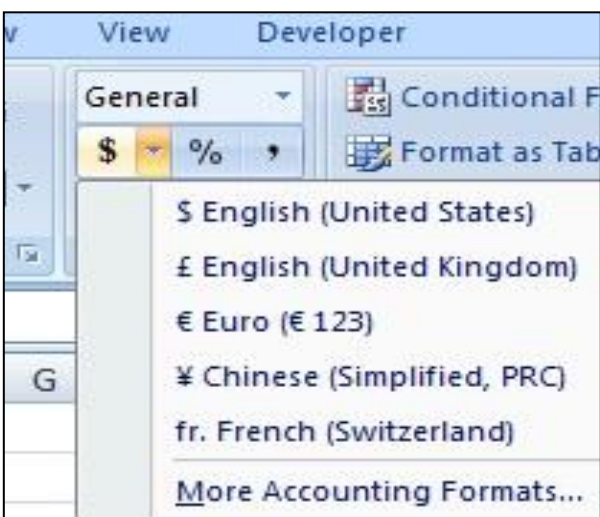 View Developer
General Conditional F
$ % , Format as Tab
$ English (United States)
£ English (United Kingdom)
€ Euro (€ 123)
¥ Chinese (Simplified, PRC)
G
fr. French (Switzerland)
More Accounting Formats...